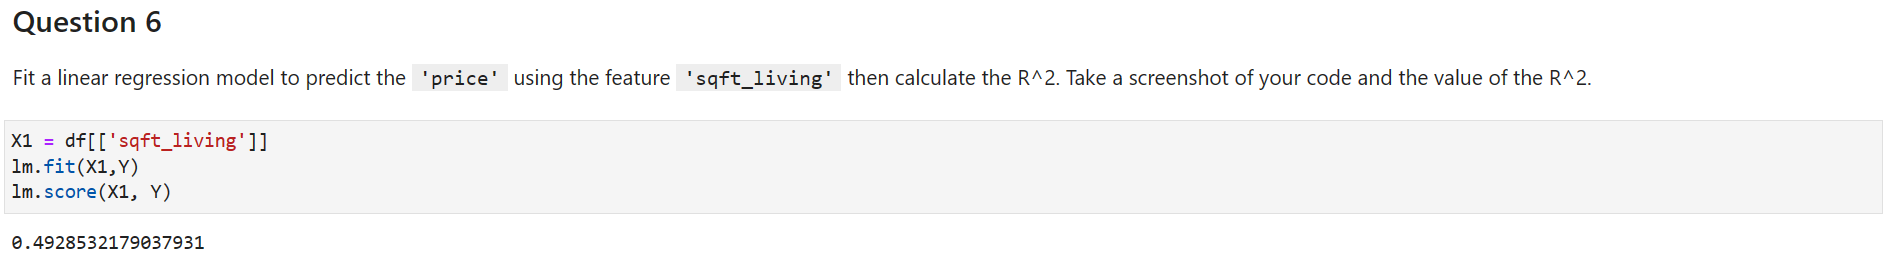 Question 6
Fit a linear regression model to predict the 'price' using the feature 'sqft_living' then calculate the R^2. Take a screenshot of your code and the value of the R^2.
X1 = df[['sqft_living']]
lm.fit(X1,Y)
lm.score(X1, Y)
0.4928532179037931